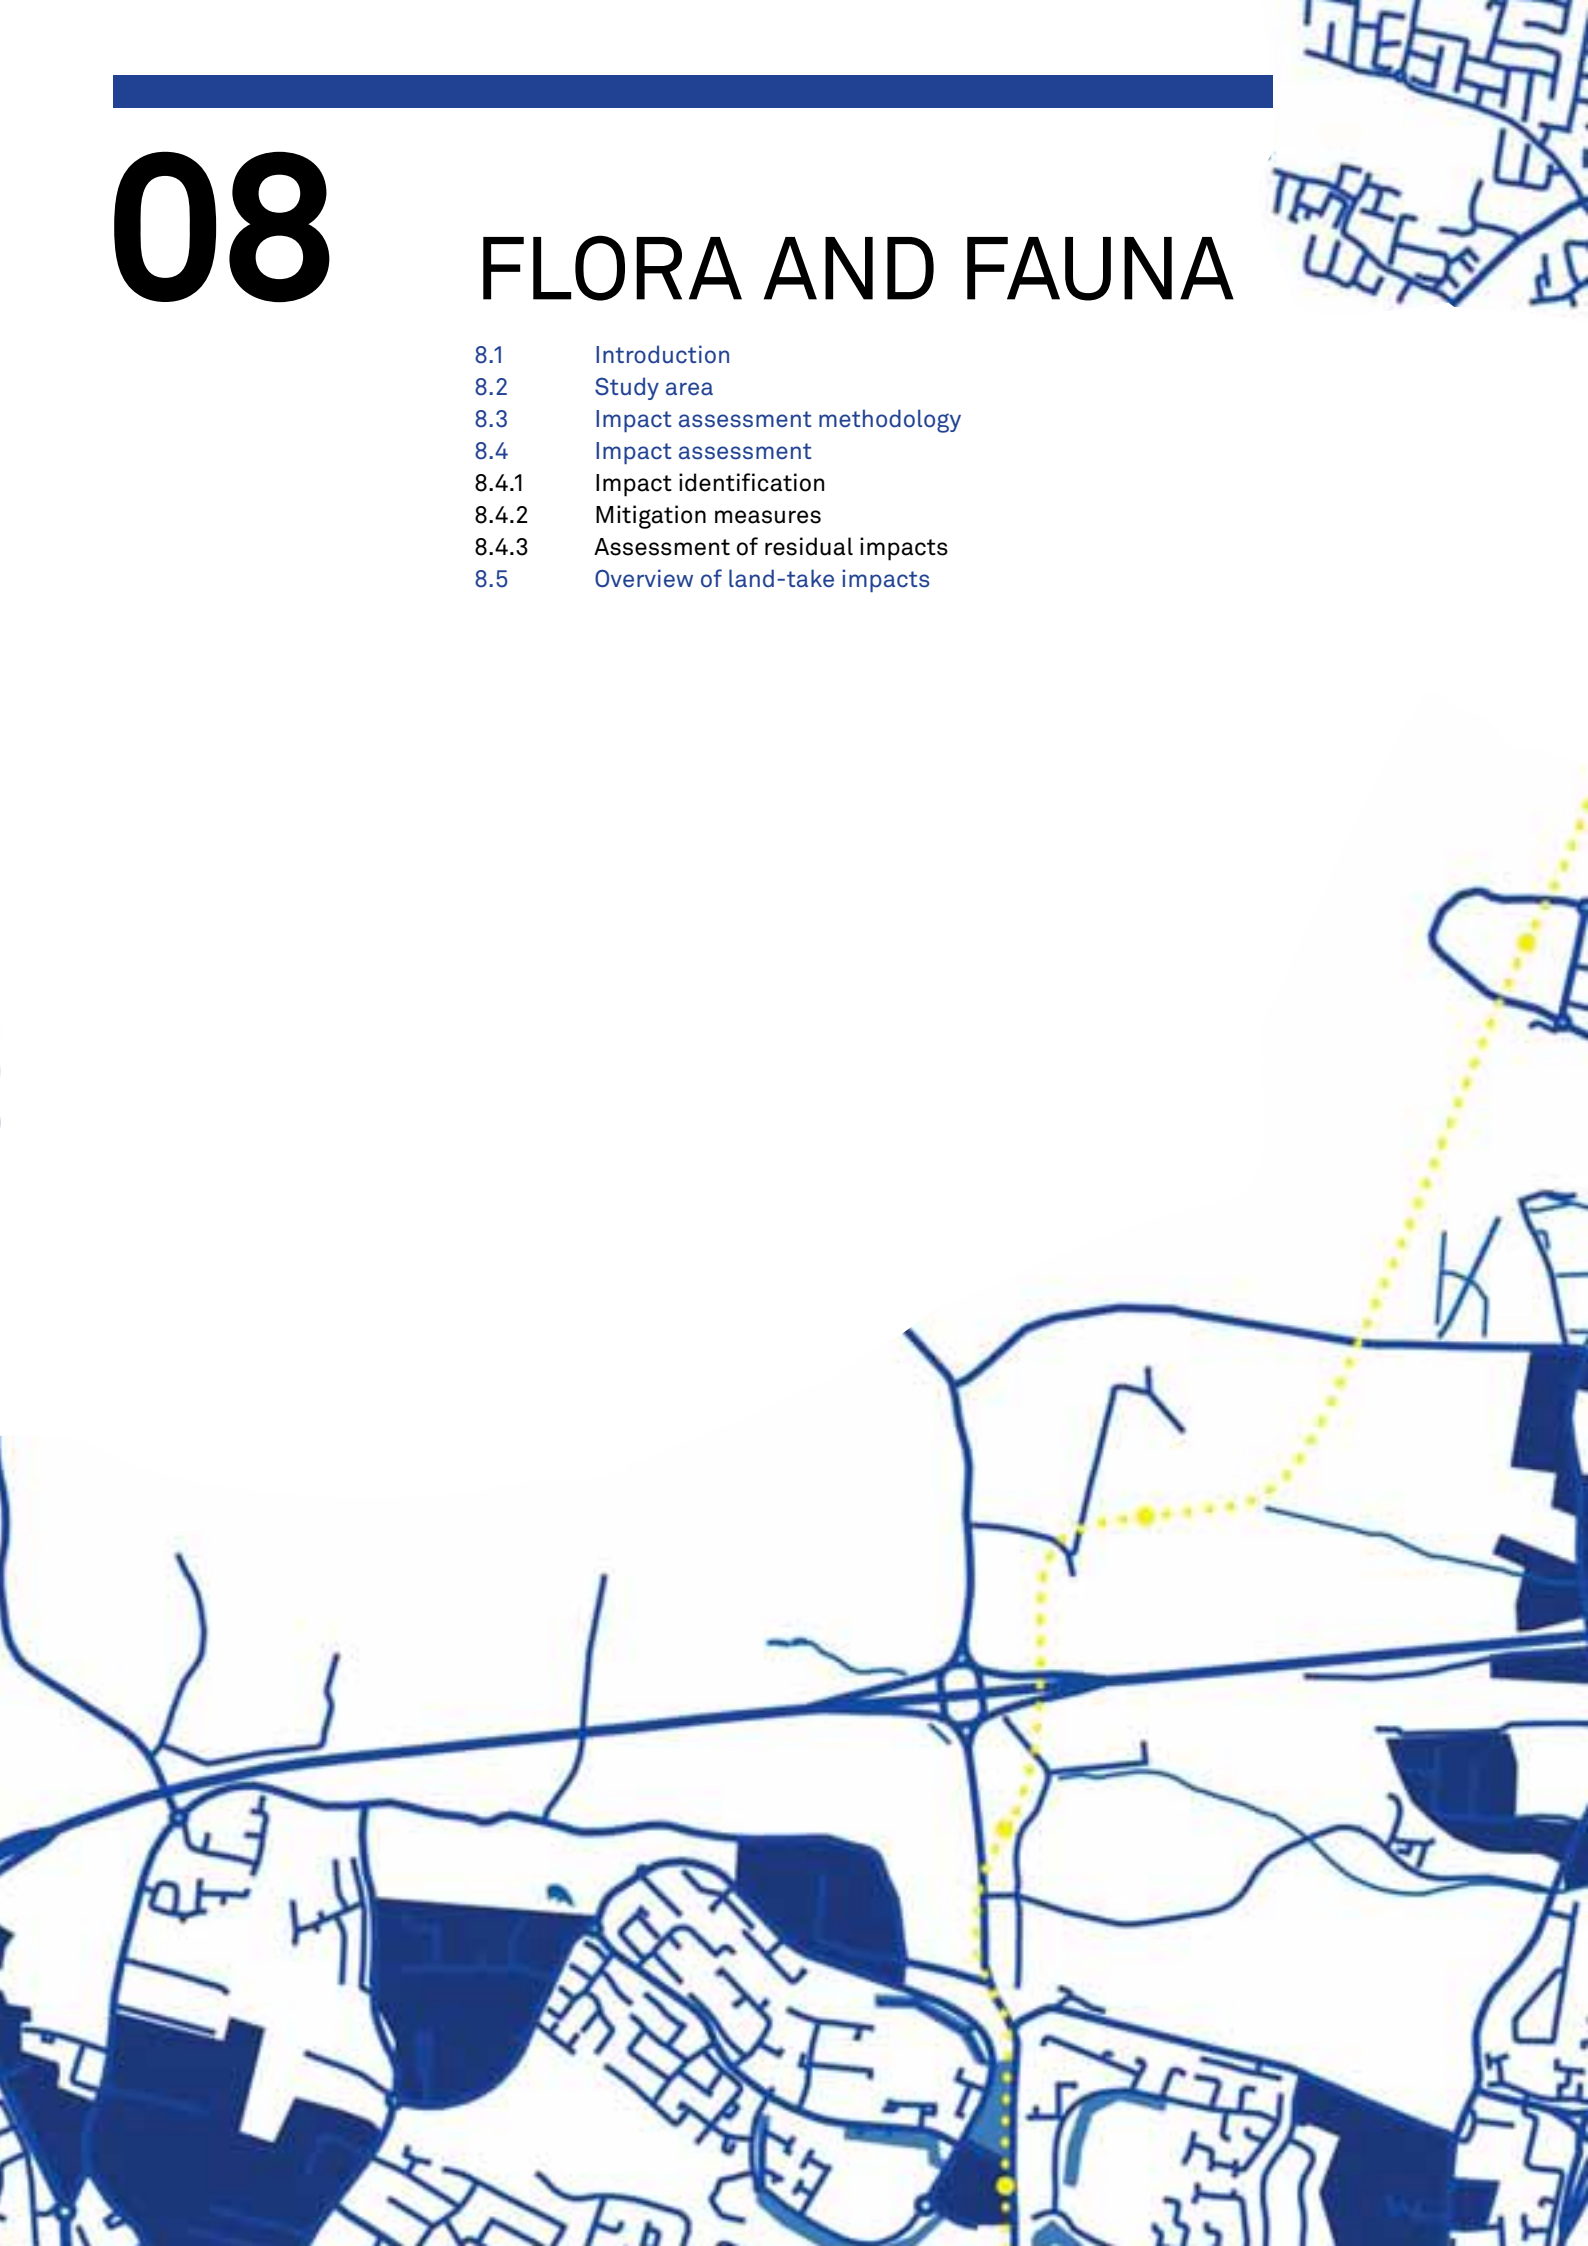 08
FLORA AND FAUNA
8.1 Introduction
8.2 Study area
8.3 Impact assessment methodology
8.4 Impact assessment
8.4.1 Impact identification
8.4.2 Mitigation measures
8.4.3 Assessment of residual impacts
8.5 Overview of land-take impacts